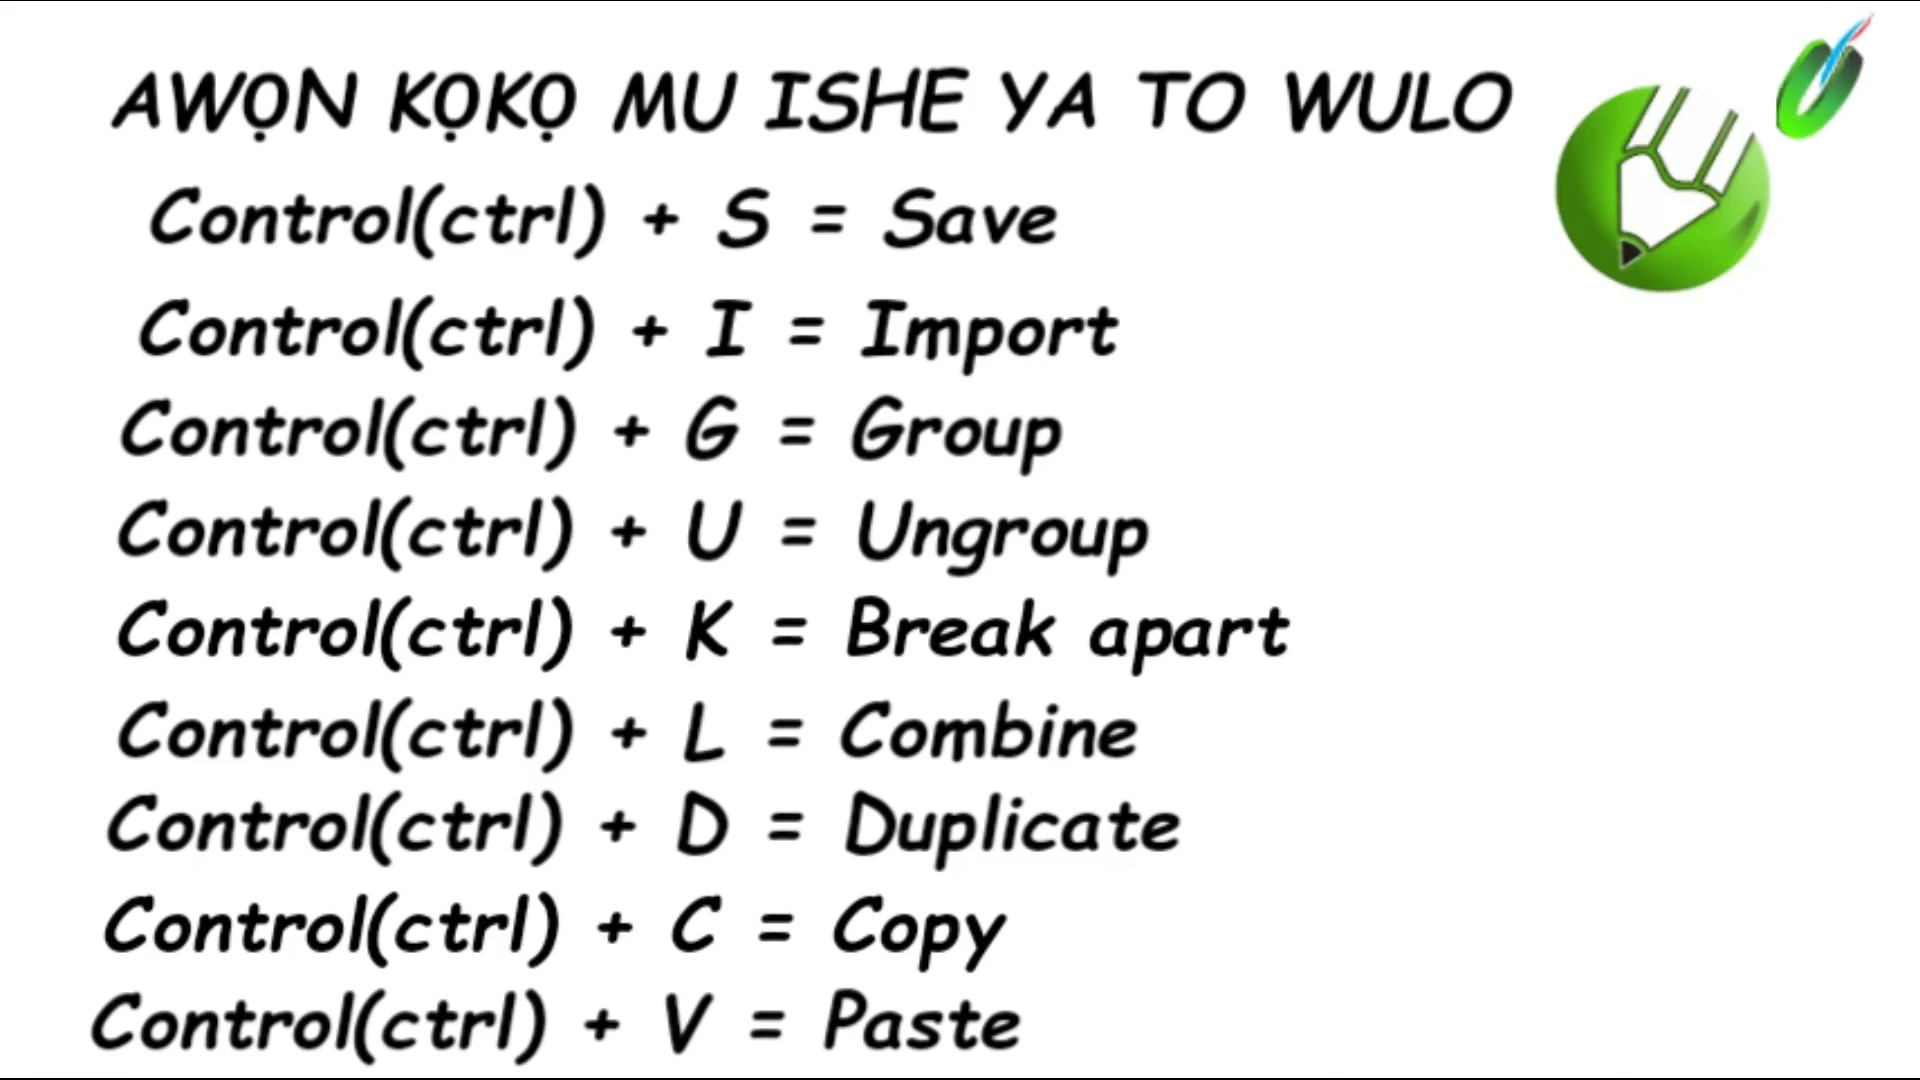 AWỌN KỌKỌ MU ISHE YA TO WULO
Control(ctrl) + S = Save
Control(ctrl) + I = Import
Control(ctrl) + G = Group
Control(ctrl) + U = Ungroup
Control(ctrl) + K = Break apart
Control(ctrl) + L = Combine
Control(ctrl) + D = Duplicate
Control(ctrl) + C = Copy
Control(ctrl) + V = Paste